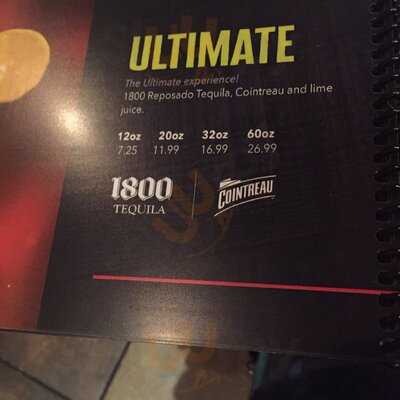 ULTIMATE
The Ultimate experience!
1800 Reposado Tequila, Cointreau and lime
juice.
12oz 20oz 32oz 60oz
7.25 11.99 16.99 26.99
1800
TEQUILA
COINTREAU